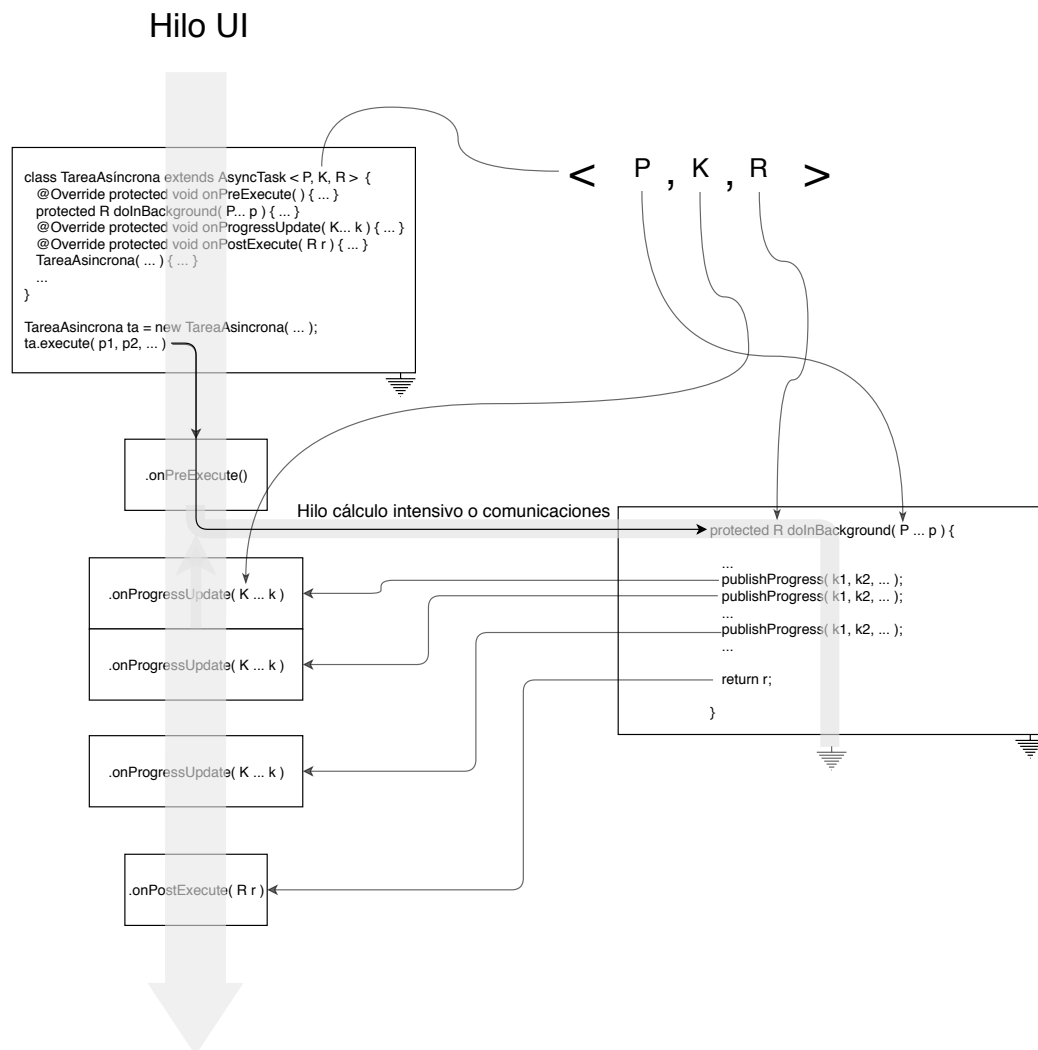 Hilo UI
< P , K , R >
class TareaAsíncrona extends AsyncTask < P, K, R > {
@Override protected void onPreExecute( ) { ... }
protected R doInBackground( P... p ) { ... }
@Override protected void onProgressUpdate( K... k ) { ... }
@Override protected void onPostExecute( R r ) { ... }
TareaAsincrona( ... ) { ... }
...
}
TareaAsincrona ta = new TareaAsincrona( ... );
ta.execute( p1, p2, ... )
.onPreExecute()
Hilo cálculo intensivo o comunicaciones
protected R doInBackground( P ... p ) {
...
publishProgress( k1, k2, ... );
publishProgress( k1, k2, ... );
...
publishProgress( k1, k2, ... );
...
return r;
}
.onProgressUpdate( K ... k )
.onProgressUpdate( K ... k )
.onProgressUpdate( K ... k )
.onPostExecute( R r )